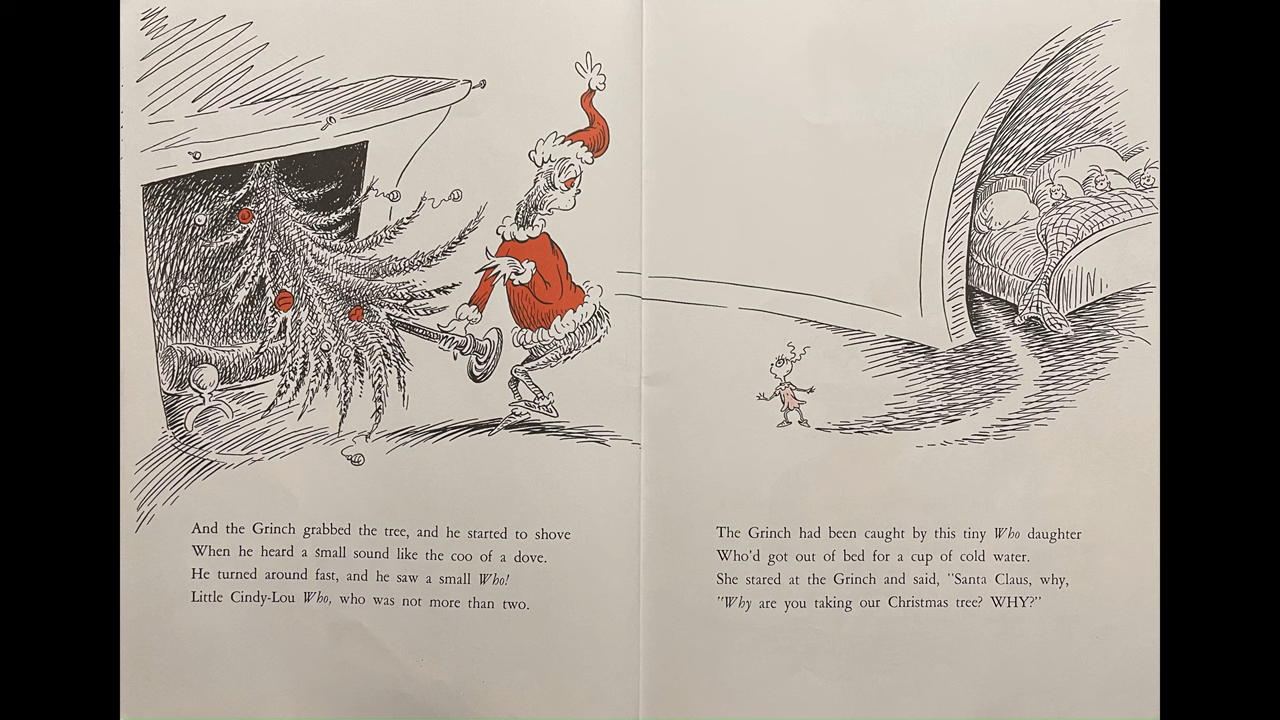 And the Grinch grabbed the tree, and he started to shove
When he heard a small sound like the coo of a dove.
He turned around fast, and he saw a small Who!
Little Cindy-Lou Who, who was not more than two.
The Grinch had been caught by this tiny Who daughter
Who'd got out of bed for a cup of cold water.
She stared at the Grinch and said, "Santa Claus, why,
"Why are you taking our Christmas tree? WHY?"